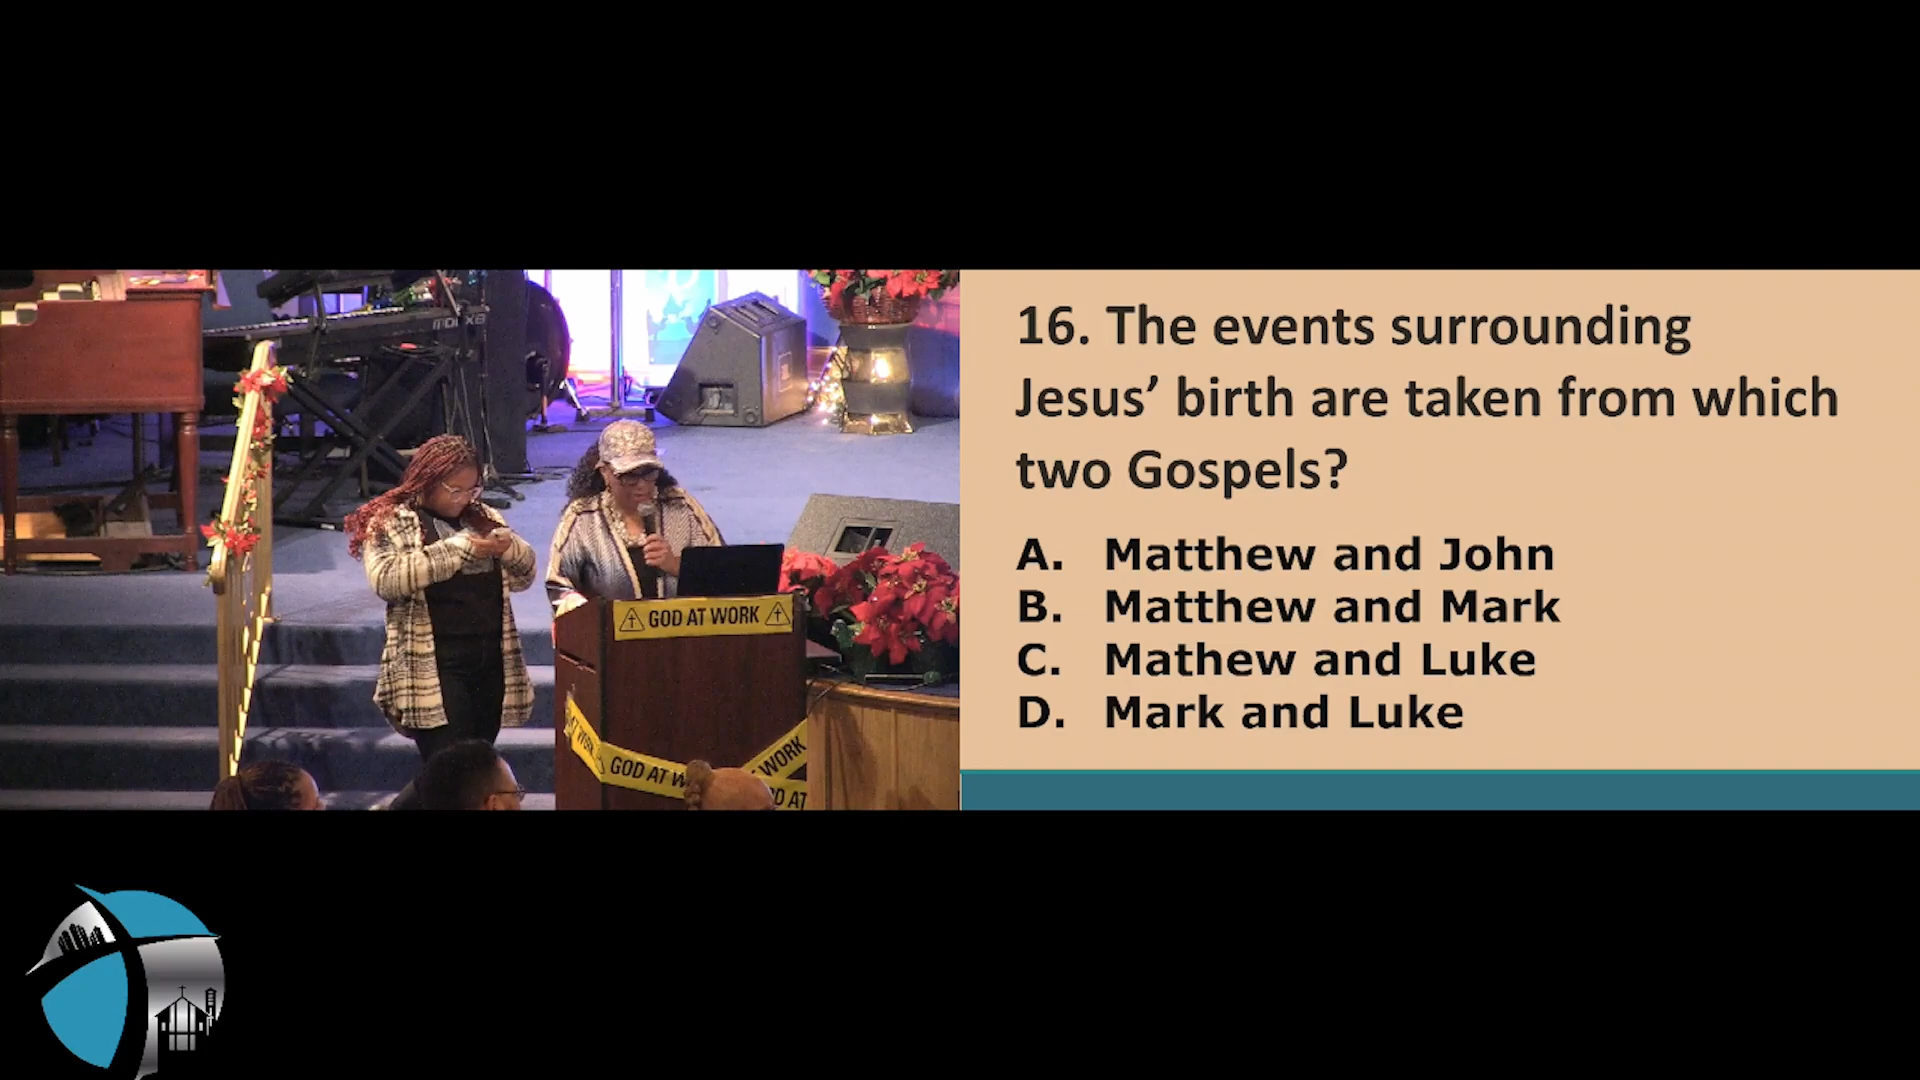 16. The events surrounding
Jesus’ birth are taken from which
two Gospels?
A. Matthew and John
B. Matthew and Mark
C. Mathew and Luke
D. Mark and Luke
GOD AT WORK
GOD AT
WORK